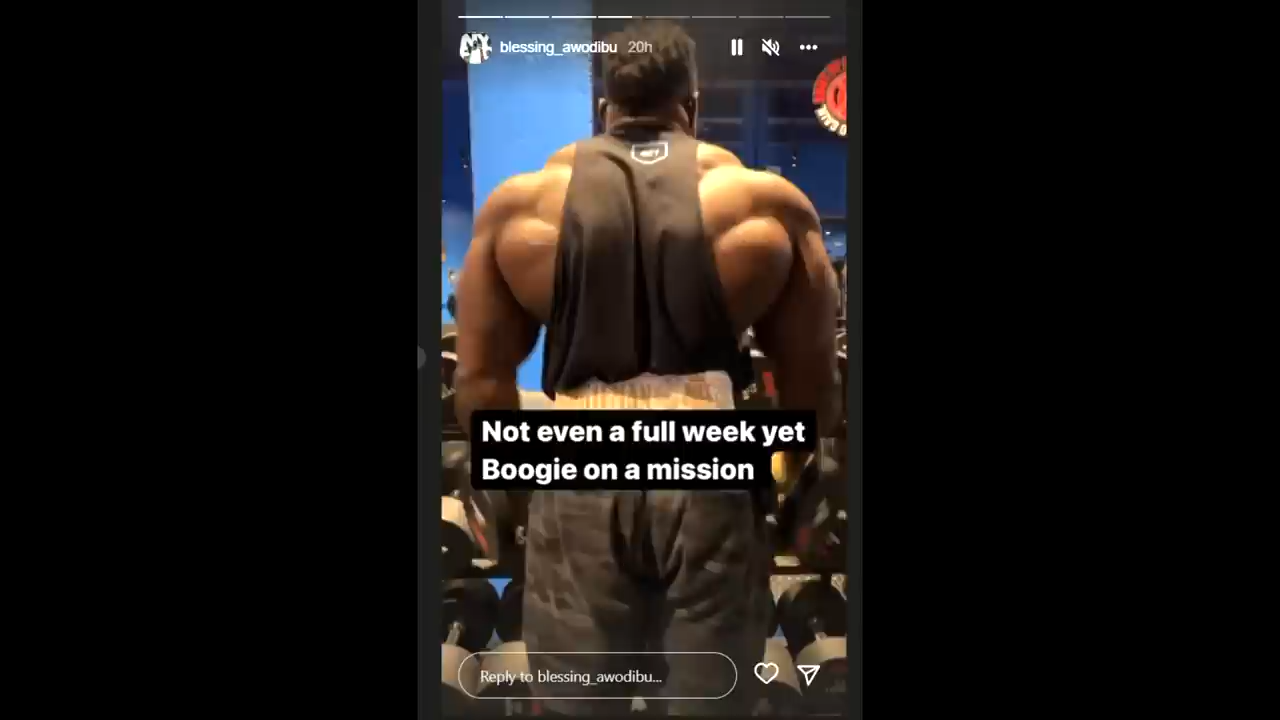 blessing_awodibu 20h
Not even a full week yet
Boogie on a mission
Reply to blessing_awodibu...